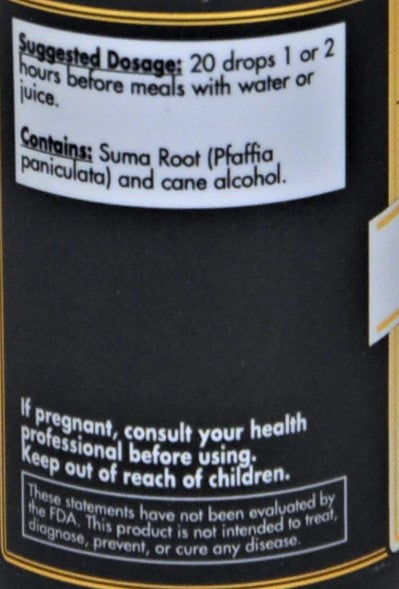 Suggested Dosage: 20 drops 1 or 2
hours before meals with water or
juice.
Contains: Suma Root (Pfaffia
paniculata) and cane alcohol.
If pregnant, consult your health
professional before using.
Keep out of reach of children.
These statements have not been evaluated by
the FDA. This product is not intended to treat,
diagnose, prevent, or cure any disease.